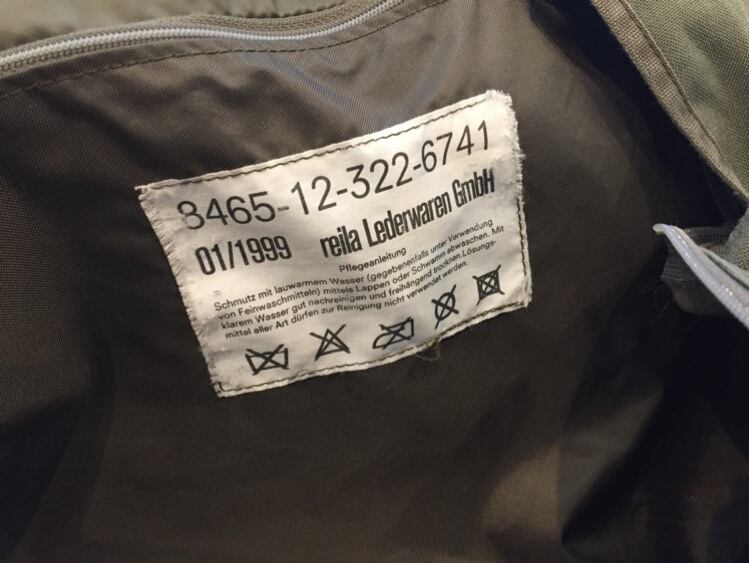 8465-12-322-6741
01/1999 reila Lederwaren GmbH
Pflegeanleitung
Schmutz mit lauwarmem Wasser (gegebenenfalls unter Verwendung
von Feinwaschmitteln) mittels Lappen oder Schwamm abwaschen. Mit
klarem Wasser gut nachreinigen und freihängend trocknen. Lösungs-
mittel aller Art dürfen zur Reinigung nicht verwendet werden.